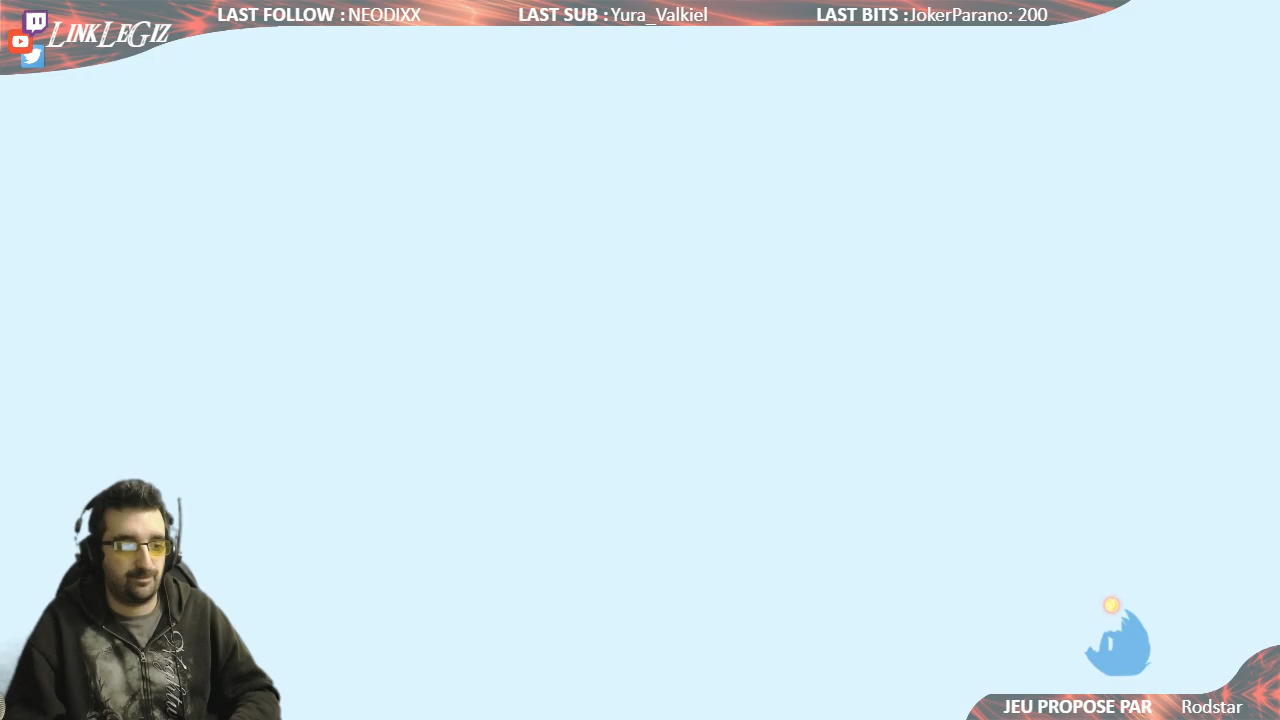 LAST FOLLOW : NEODIXX
LAST SUB : Yura_Valkiel
LAST BITS : JokerParano: 200
LinkLeGiz
JEU PROPOSE PAR Rodstar